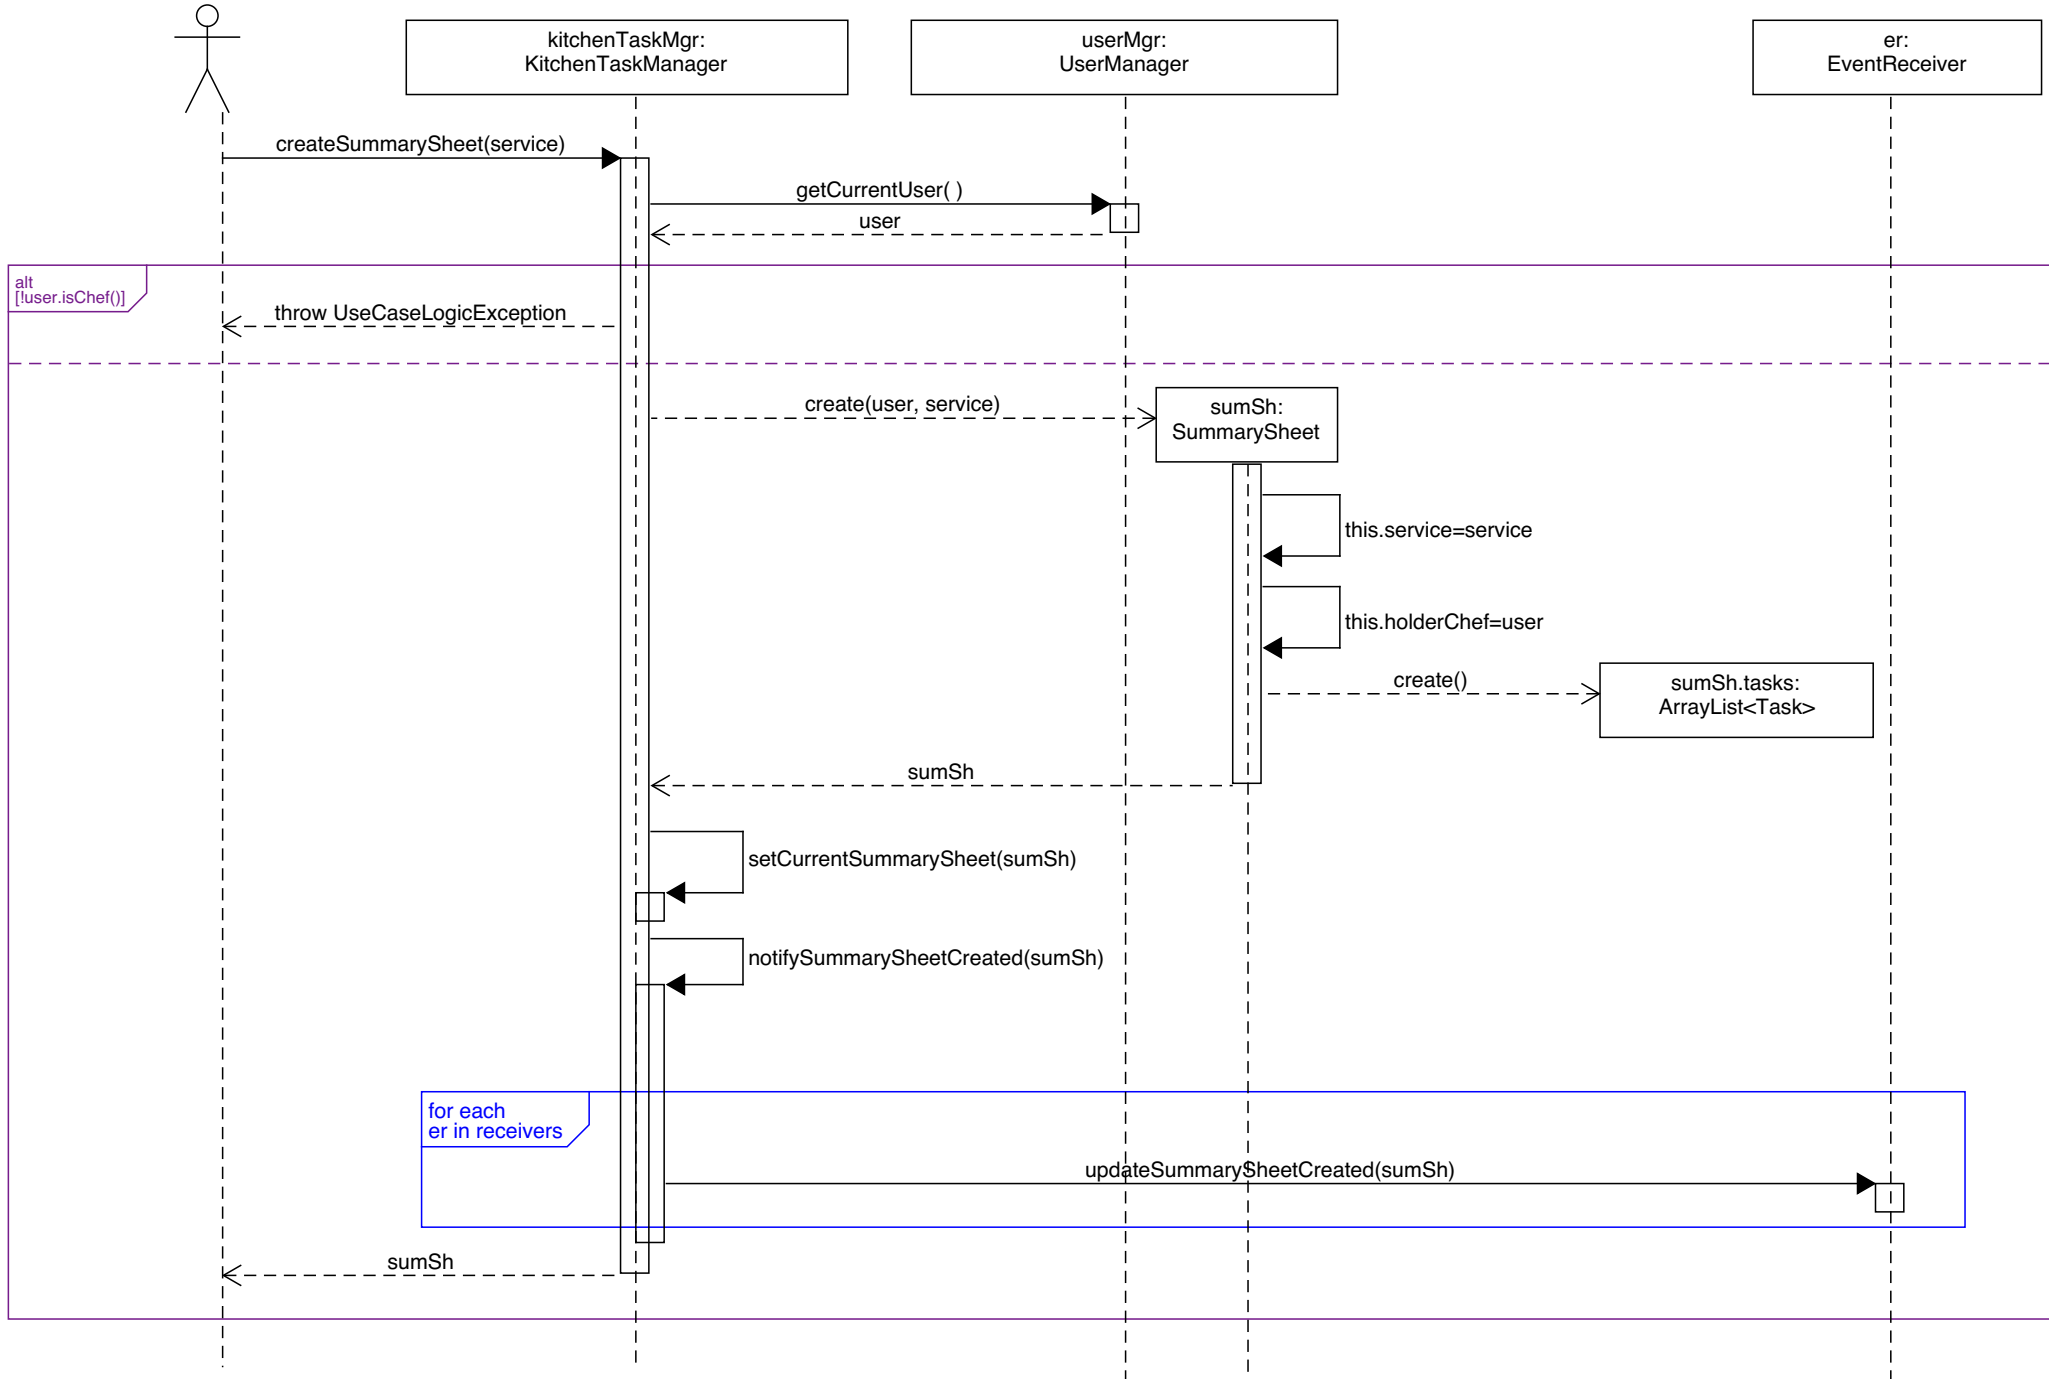 kitchenTaskMgr:
KitchenTaskManager
userMgr:
UserManager
er:
EventReceiver
createSummarySheet(service)
getCurrentUser( )
user
alt
[!user.isChef()]
throw UseCaseLogicException
create(user, service)
sumSh:
SummarySheet
this.service=service
this.holderChef=user
create()
sumSh.tasks:
ArrayList<Task>
sumSh
setCurrentSummarySheet(sumSh)
notifySummarySheetCreated(sumSh)
for each
er in receivers
updateSummarySheetCreated(sumSh)
sumSh